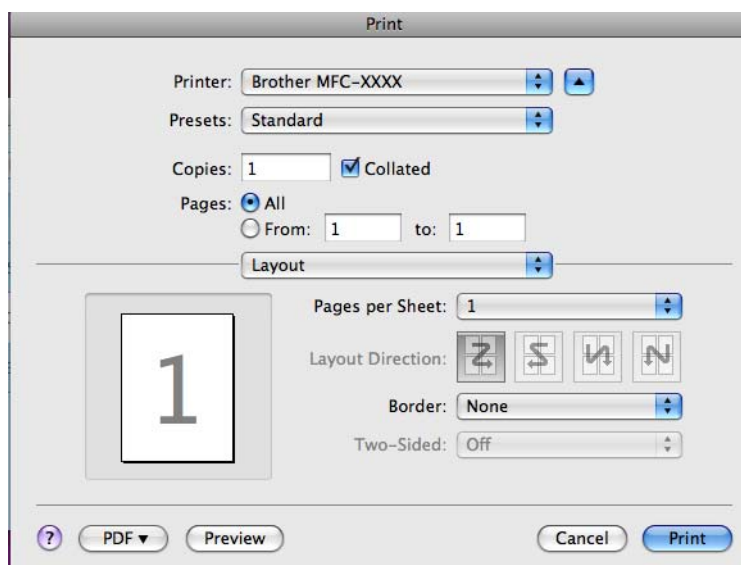 Print
Printer: Brother MFC-XXXX
Presets: Standard
Copies: 1 Collated
Pages: All
From: 1 to: 1
Layout
Pages per Sheet: 1
1
Layout Direction:
Border: None
Two-Sided: Off
? PDF▼ Preview Cancel Print